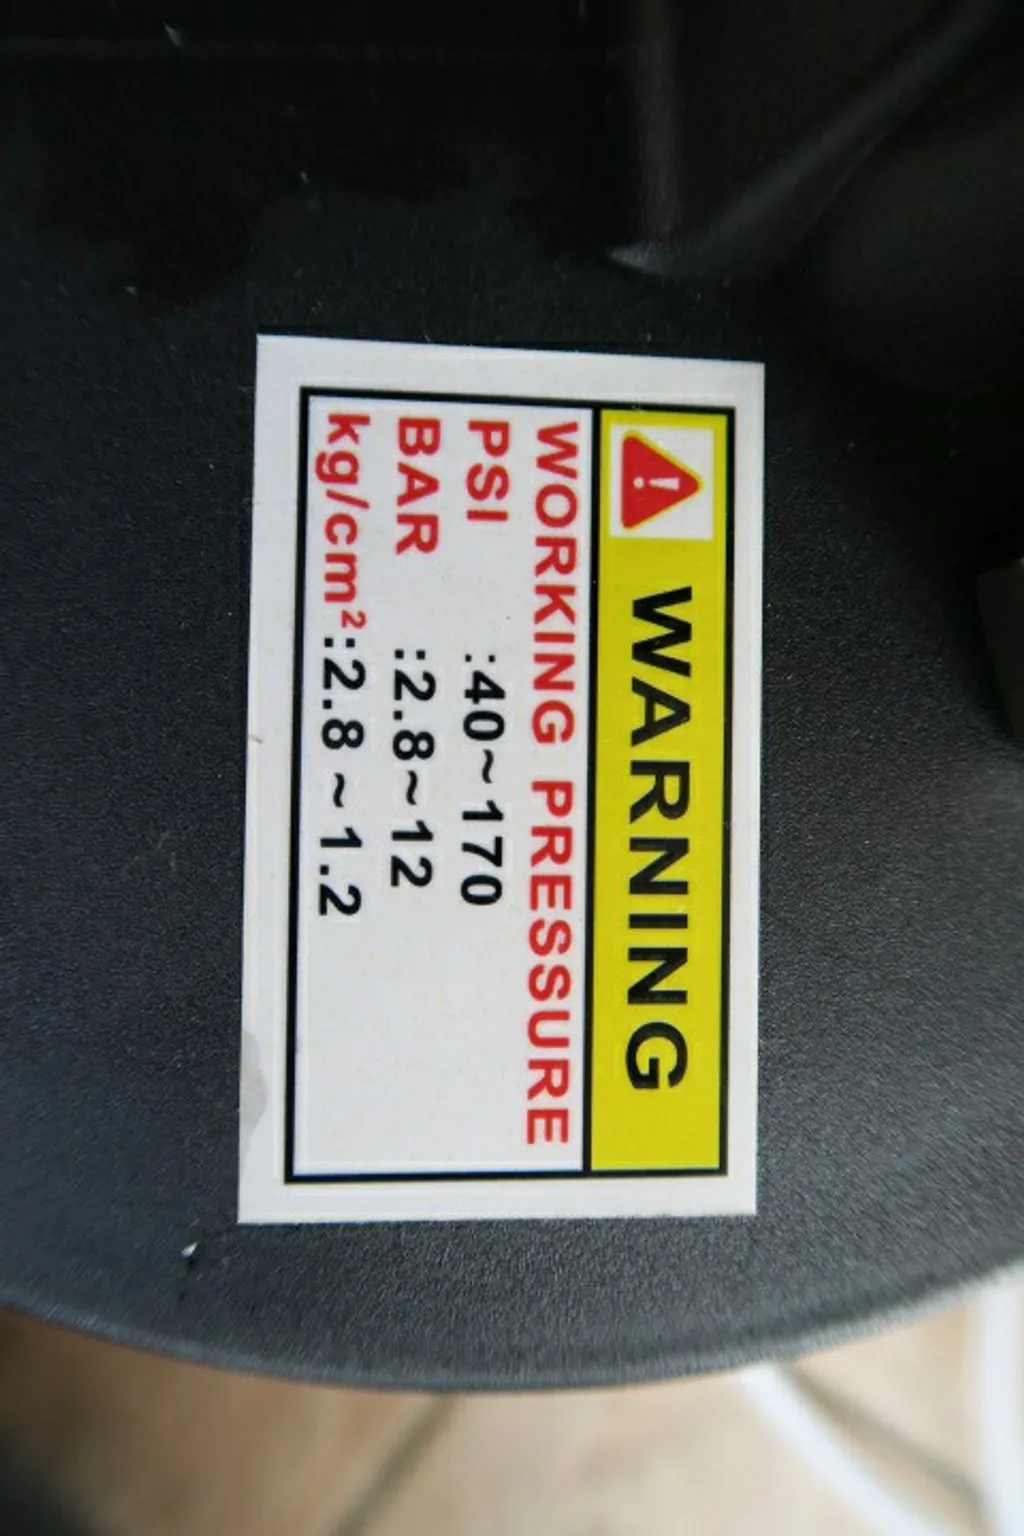 WARNING
WORKING PRESSURE
PSI :40~170
BAR :2.8~12
kg/cm²:2.8~1.2